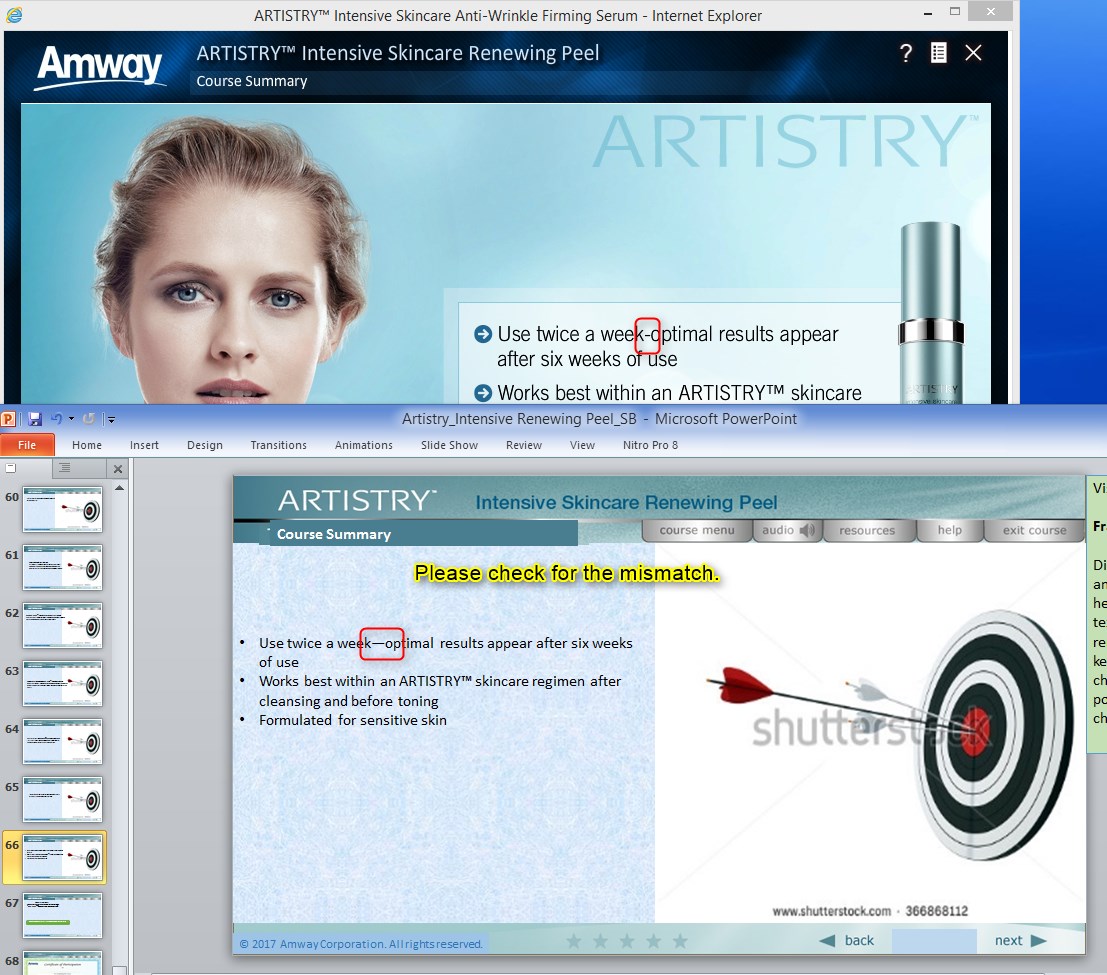 ARTISTRY™ Intensive Skincare Anti-Wrinkle Firming Serum - Internet Explorer
Amway
ARTISTRY™ Intensive Skincare Renewing Peel
Course Summary
ARTISTRY™
Use twice a week-optimal results appear
after six weeks of use
Works best within an ARTISTRY™ skincare
ARTISTRY
Artistry_Intensive Renewing Peel_SB - Microsoft PowerPoint
File Home Insert Design Transitions Animations Slide Show Review View Nitro Pro 8
60
61
62
63
64
65
66
67
68
ARTISTRY™ Intensive Skincare Renewing Peel
Course Summary
course menu audio resources help exit course
Please check for the mismatch.
• Use twice a week—optimal results appear after six weeks
of use
• Works best within an ARTISTRY™ skincare regimen after
cleansing and before toning
• Formulated for sensitive skin
shutterstock
www.shutterstock.com · 366868112
© 2017 Amway Corporation. All rights reserved.
back next
Vi
Fr
Di
an
he
te
re
ke
ch
po
ch